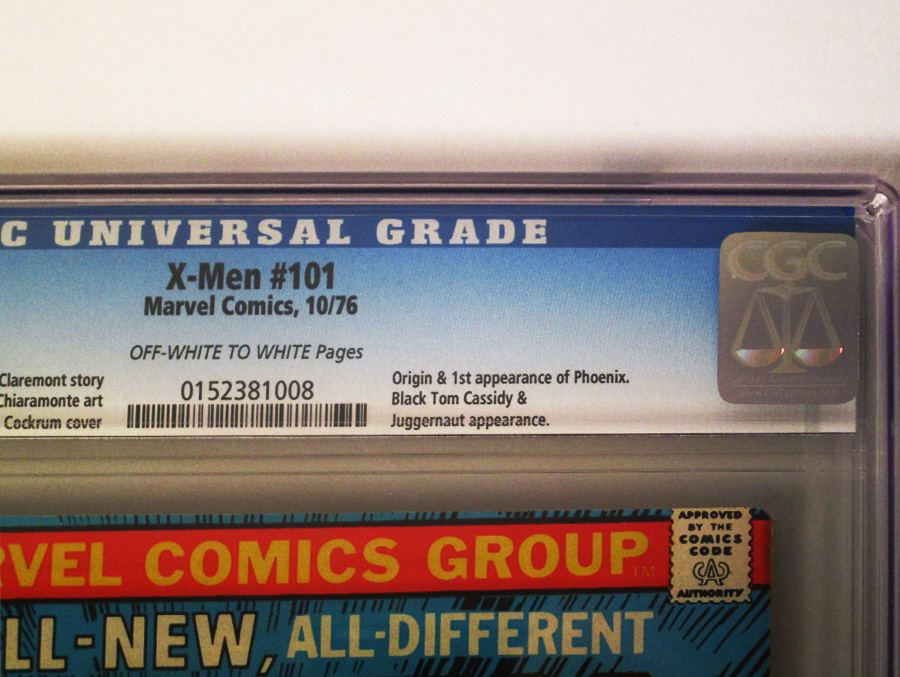 C UNIVERSAL GRADE
X-Men #101
Marvel Comics, 10/76
OFF-WHITE TO WHITE Pages
Claremont story
Chiaramonte art
Cockrum cover
0152381008
Origin & 1st appearance of Phoenix.
Black Tom Cassidy &
Juggernaut appearance.
CGC
RVEL COMICS GROUP TM
APPROVED
BY THE
COMICS
CODE
CA
AUTHORITY
LL-NEW, ALL-DIFFERENT